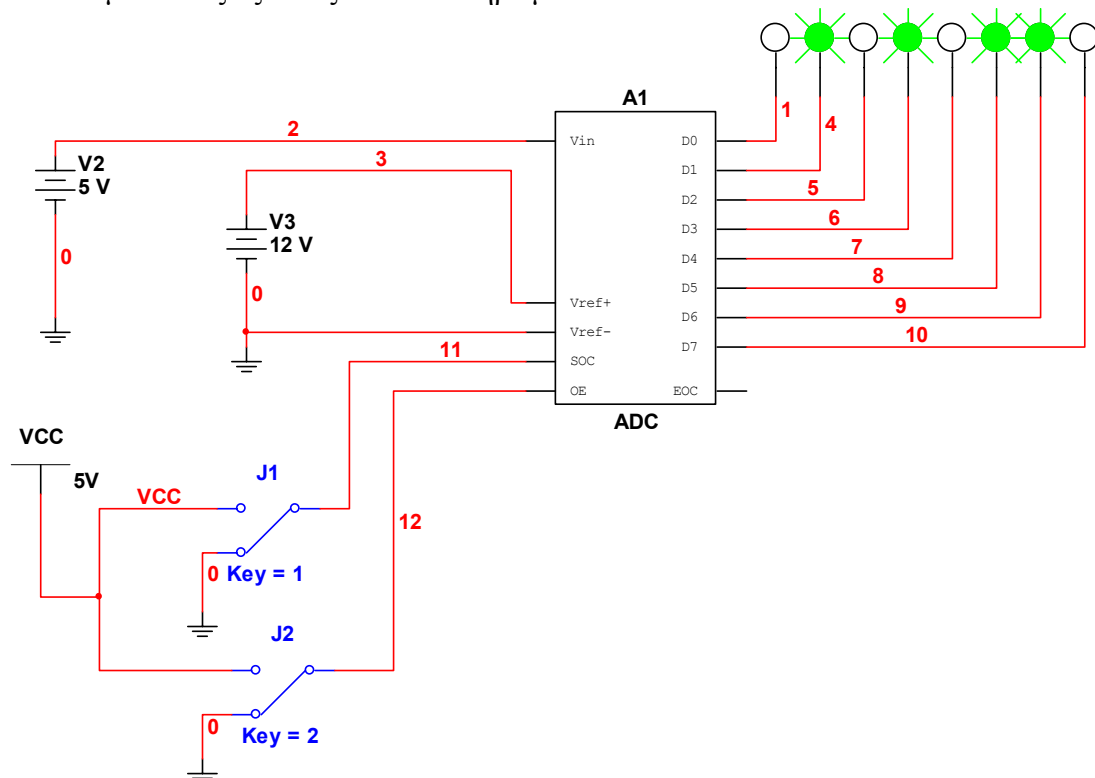 A1
1
4
2
Vin
D0
V2
5 V
3
D1
5
D2
V3
12 V
6
D3
7
D4
0
8
D5
0
9
Vref+
D6
10
Vref-
D7
11
SOC
OE
EOC
ADC
VCC
5V
J1
VCC
12
0
Key = 1
J2
0
Key = 2